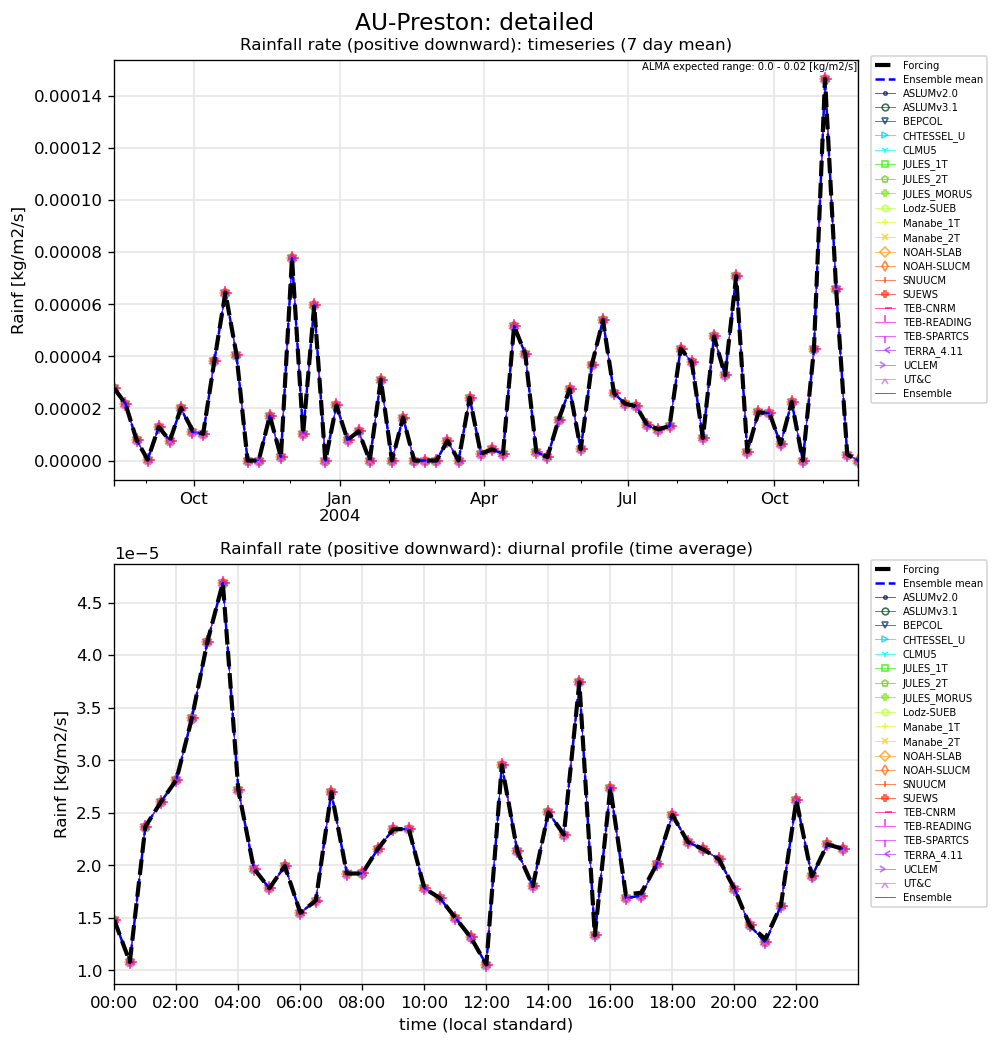 AU-Preston: detailed
Rainfall rate (positive downward): timeseries (7 day mean)
ALMA expected range: 0.0 - 0.02 [kg/m2/s]
Rainf [kg/m2/s]
0.00014
0.00012
0.00010
0.00008
0.00006
0.00004
0.00002
0.00000
Oct
Jan
2004
Apr
Jul
Oct
Forcing
Ensemble mean
ASLUMv2.0
ASLUMv3.1
BEPCOL
CHTESSEL_U
CLMU5
JULES_1T
JULES_2T
JULES_MORUS
Lodz-SUEB
Manabe_1T
Manabe_2T
NOAH-SLAB
NOAH-SLUCM
SNUUCM
SUEWS
TEB-CNRM
TEB-READING
TEB-SPARTCS
TERRA_4.11
UCLEM
UT&C
Ensemble
Rainfall rate (positive downward): diurnal profile (time average)
1e−5
Rainf [kg/m2/s]
4.5
4.0
3.5
3.0
2.5
2.0
1.5
1.0
00:00
02:00
04:00
06:00
08:00
10:00
12:00
14:00
16:00
18:00
20:00
22:00
time (local standard)
Forcing
Ensemble mean
ASLUMv2.0
ASLUMv3.1
BEPCOL
CHTESSEL_U
CLMU5
JULES_1T
JULES_2T
JULES_MORUS
Lodz-SUEB
Manabe_1T
Manabe_2T
NOAH-SLAB
NOAH-SLUCM
SNUUCM
SUEWS
TEB-CNRM
TEB-READING
TEB-SPARTCS
TERRA_4.11
UCLEM
UT&C
Ensemble